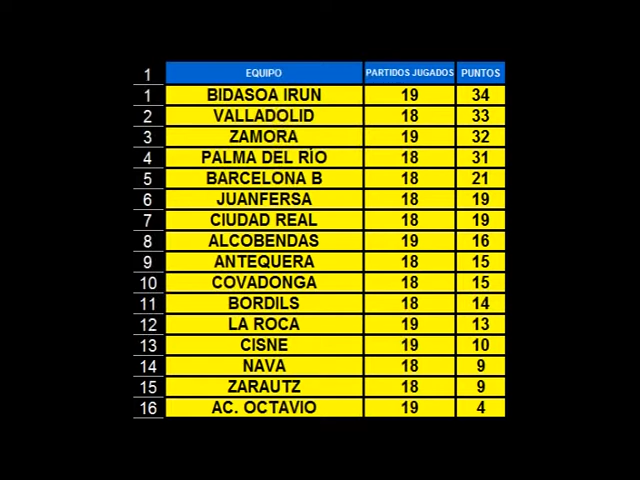 1 EQUIPO PARTIDOS JUGADOS PUNTOS
1 BIDASOA IRUN 19 34
2 VALLADOLID 18 33
3 ZAMORA 19 32
4 PALMA DEL RÍO 18 31
5 BARCELONA B 18 21
6 JUANFERSA 18 19
7 CIUDAD REAL 18 19
8 ALCOBENDAS 19 16
9 ANTEQUERA 18 15
10 COVADONGA 18 15
11 BORDILS 18 14
12 LA ROCA 19 13
13 CISNE 19 10
14 NAVA 18 9
15 ZARAUTZ 18 9
16 AC. OCTAVIO 19 4